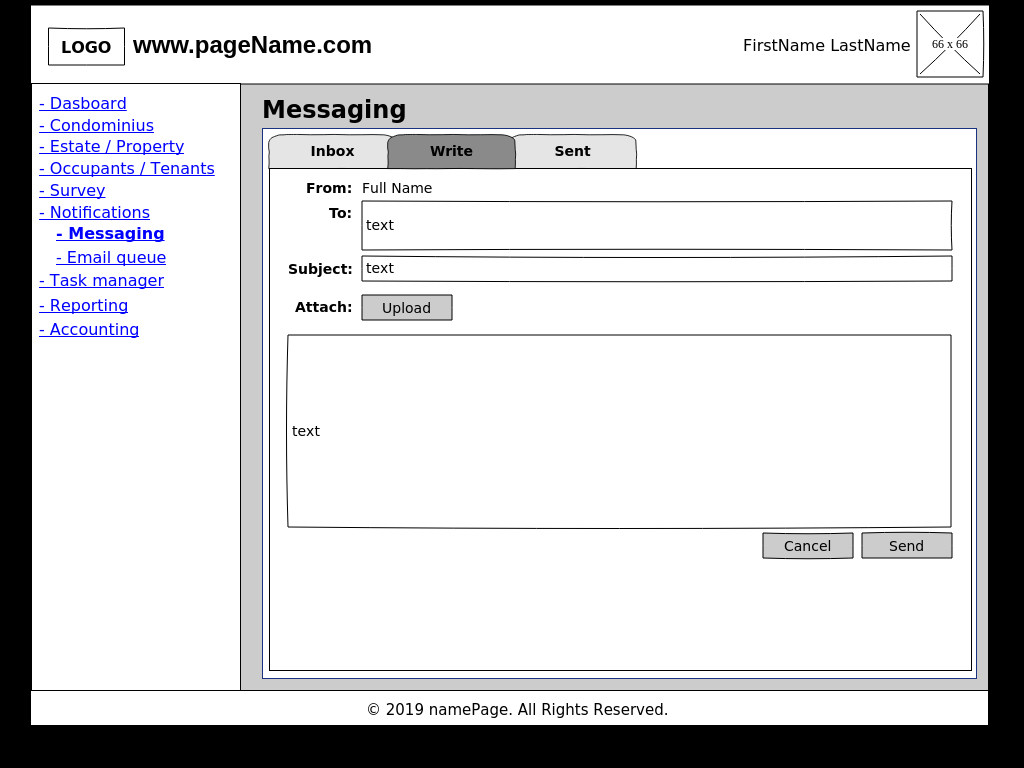 LOGO www.pageName.com FirstName LastName 66 x 66
- Dasboard
- Condominius
- Estate / Property
- Occupants / Tenants
- Survey
- Notifications
- Messaging
- Email queue
- Task manager
- Reporting
- Accounting
Messaging
Inbox Write Sent
From: Full Name
To: text
Subject: text
Attach: Upload
text
Cancel Send
© 2019 namePage. All Rights Reserved.